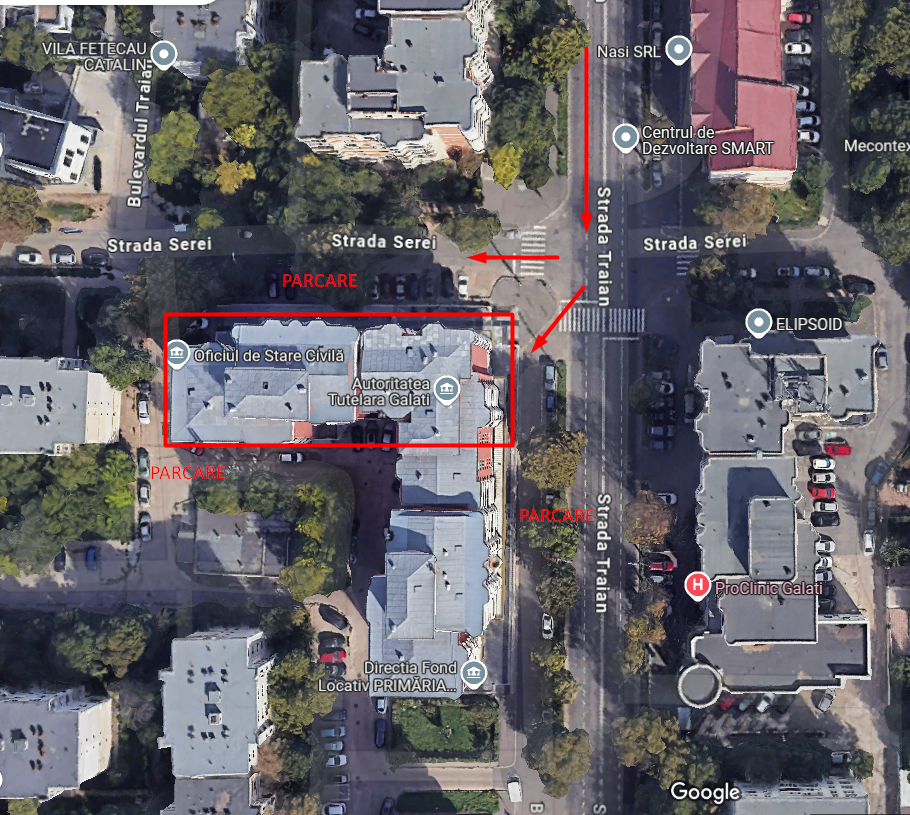 VILA FETECAU
CATALIN
Bulevardul Traian
Nasi SRL
Centrul de
Dezvoltare SMART
Mecontex
Strada Serei
Strada Serei
Strada Traian
Strada Serei
PARCARE
ELIPSOID
Oficiul de Stare Civilă
Autoritatea
Tutelara Galati
PARCARE
PARCARE
Strada Traian
ProClinic Galati
Directia Fond
Locativ PRIMĂRIA...
Google
B
S